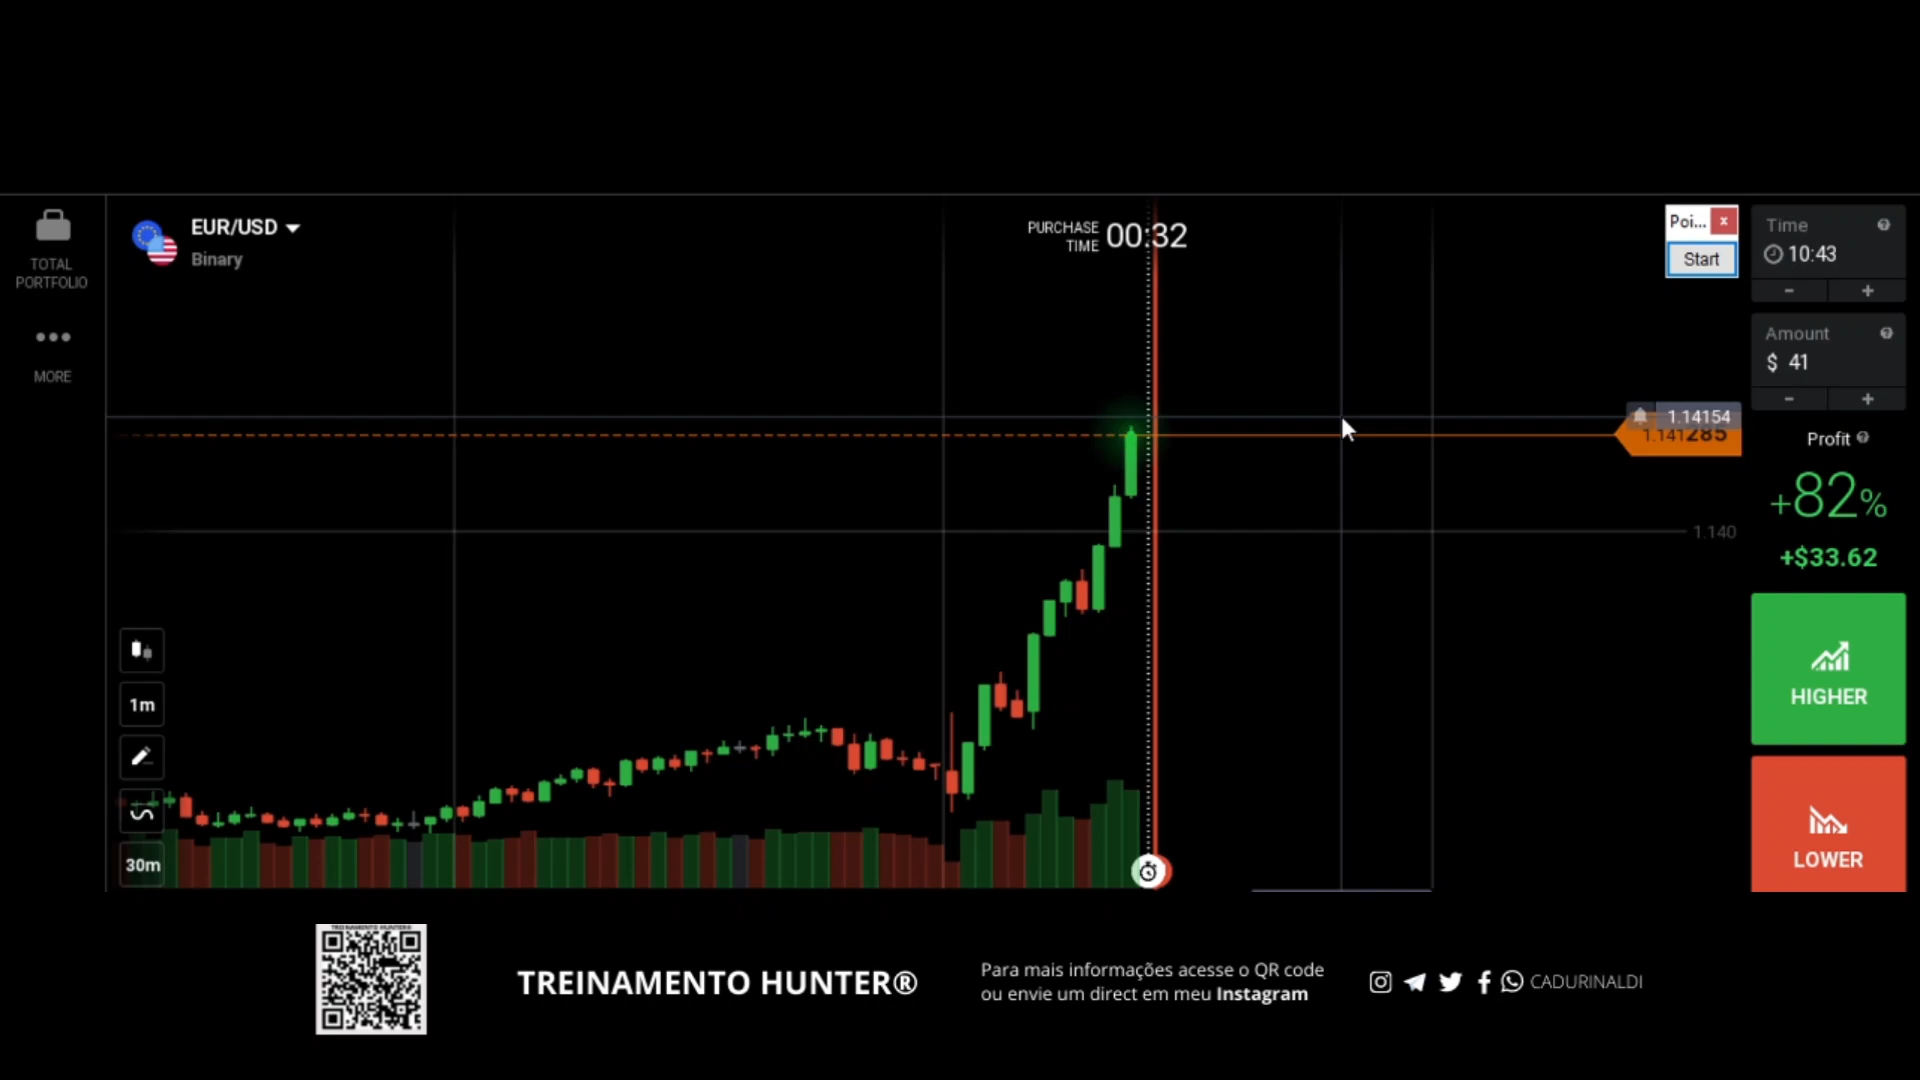 TOTAL
PORTFOLIO
MORE
EUR/USD
Binary
PURCHASE
TIME
00:32
Poi...
x
Start
Time
10:43
-
+
Amount
$ 41
-
+
1.14154
1.141285
1.140
Profit
+82%
+$33.62
HIGHER
LOWER
1m
30m
TREINAMENTO HUNTER®
Para mais informações acesse o QR code
ou envie um direct em meu Instagram
CADURINALDI